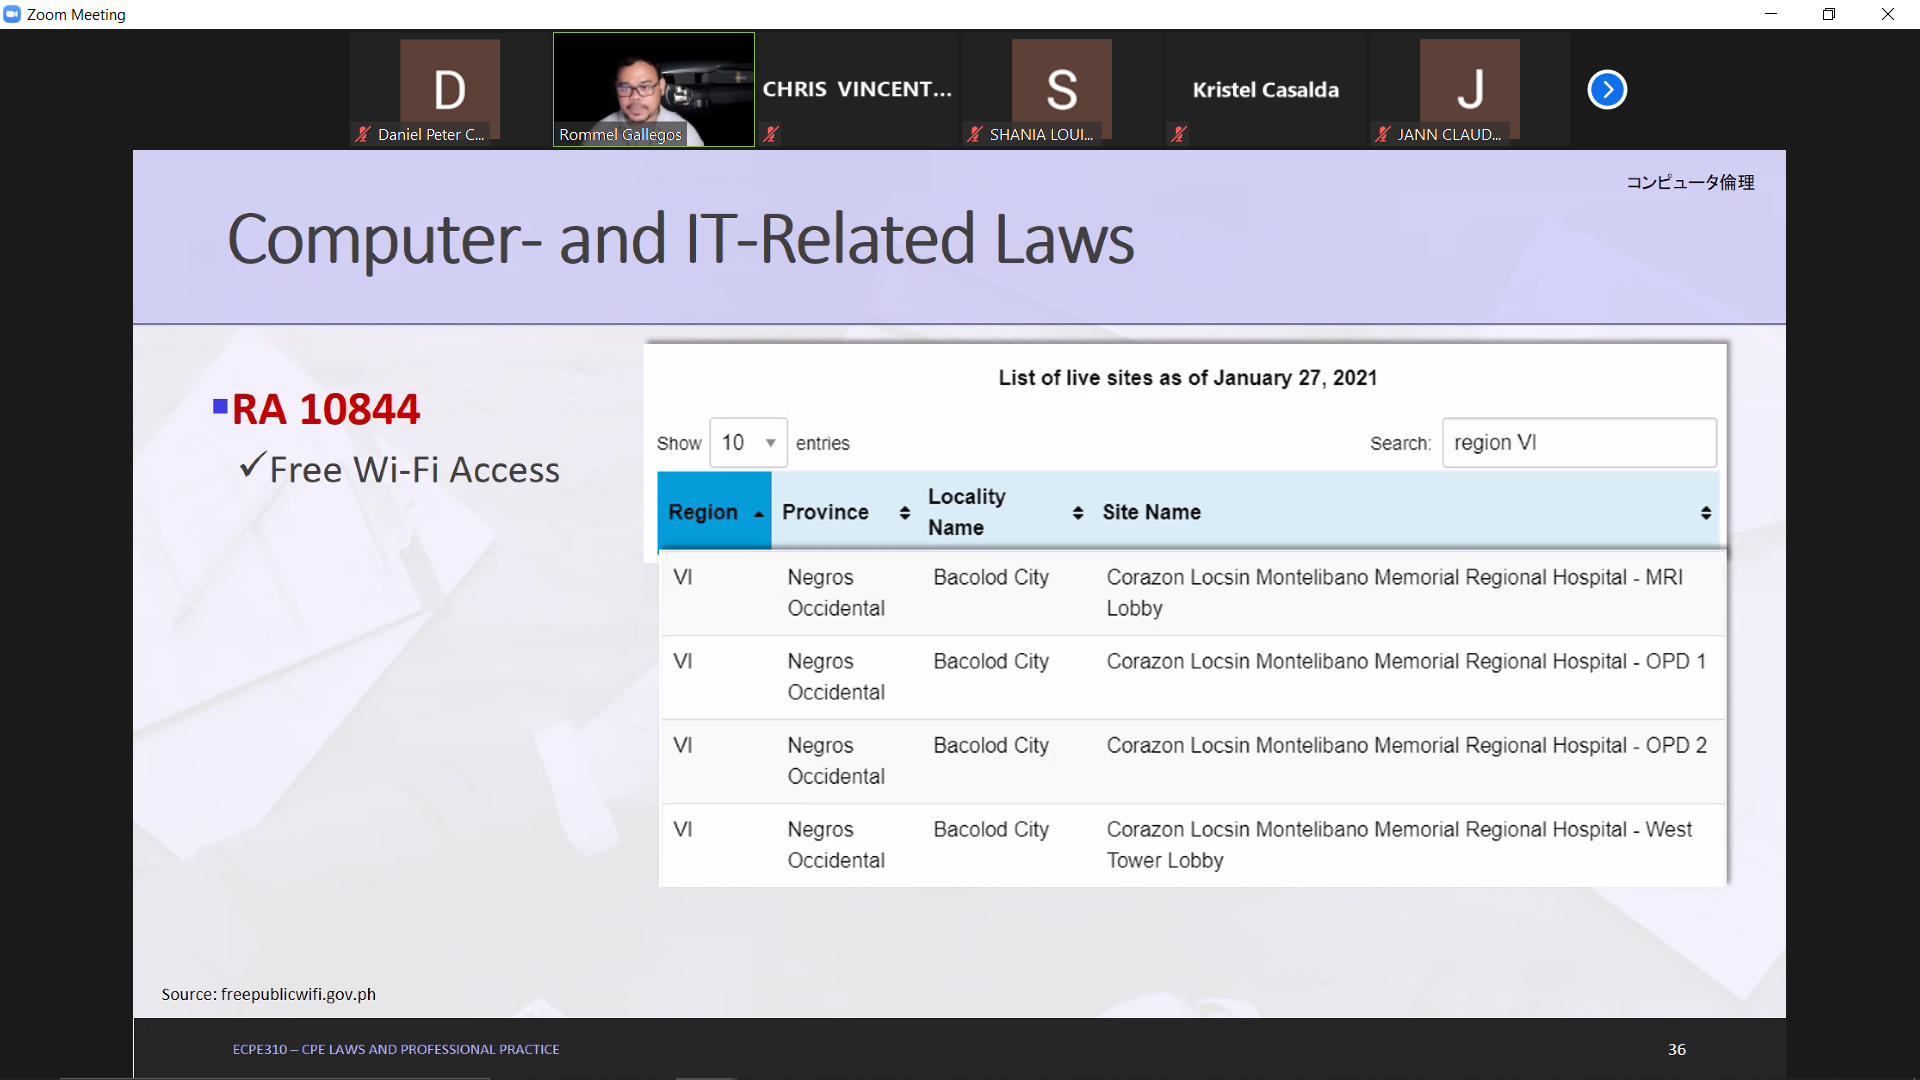 Zoom Meeting
D
CHRIS VINCENT...
S
Kristel Casalda
J
Daniel Peter C...
Rommel Gallegos
SHANIA LOUI...
JANN CLAUD...
コンピュータ倫理
Computer- and IT-Related Laws
RA 10844
Free Wi-Fi Access
List of live sites as of January 27, 2021
Show 10 entries Search: region VI
Region Province Locality Name Site Name
VI Negros Occidental Bacolod City Corazon Locsin Montelibano Memorial Regional Hospital - MRI Lobby
VI Negros Occidental Bacolod City Corazon Locsin Montelibano Memorial Regional Hospital - OPD 1
VI Negros Occidental Bacolod City Corazon Locsin Montelibano Memorial Regional Hospital - OPD 2
VI Negros Occidental Bacolod City Corazon Locsin Montelibano Memorial Regional Hospital - West Tower Lobby
Source: freepublicwifi.gov.ph
ECPE310 – CPE LAWS AND PROFESSIONAL PRACTICE
36